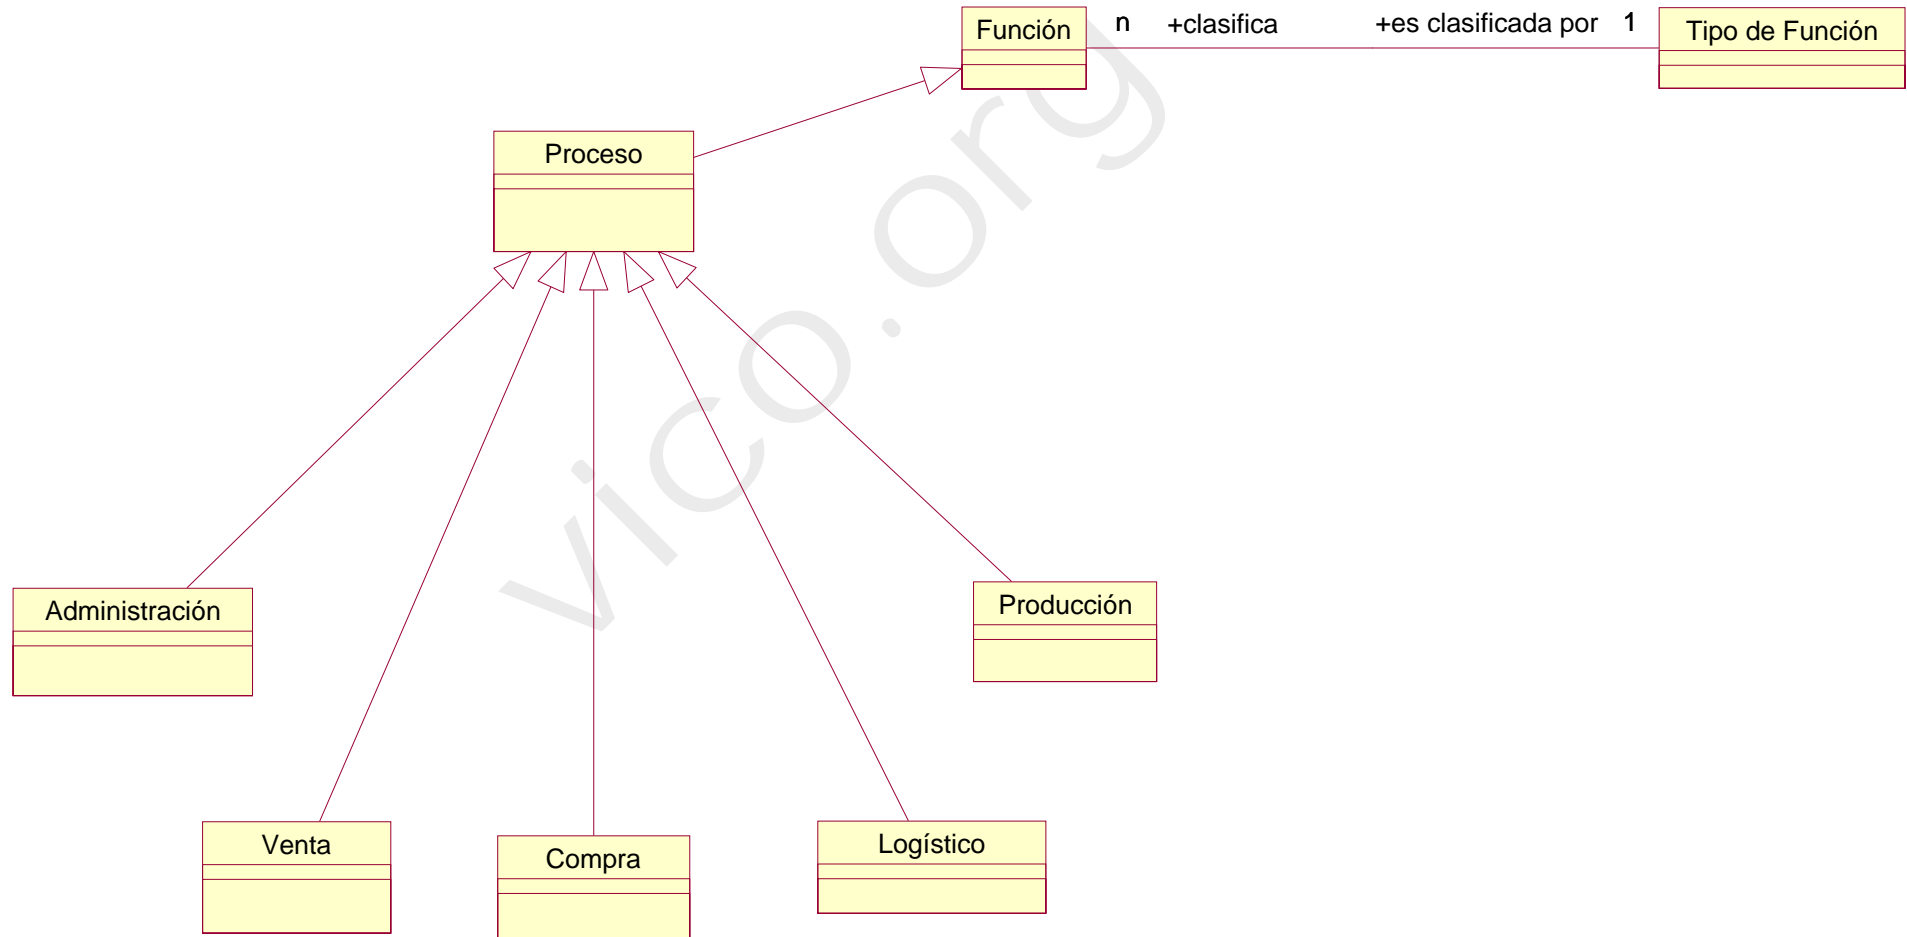 Función n +clasifica +es clasificada por 1 Tipo de Función
Proceso
Administración
Producción
Venta
Compra
Logístico
vico.org